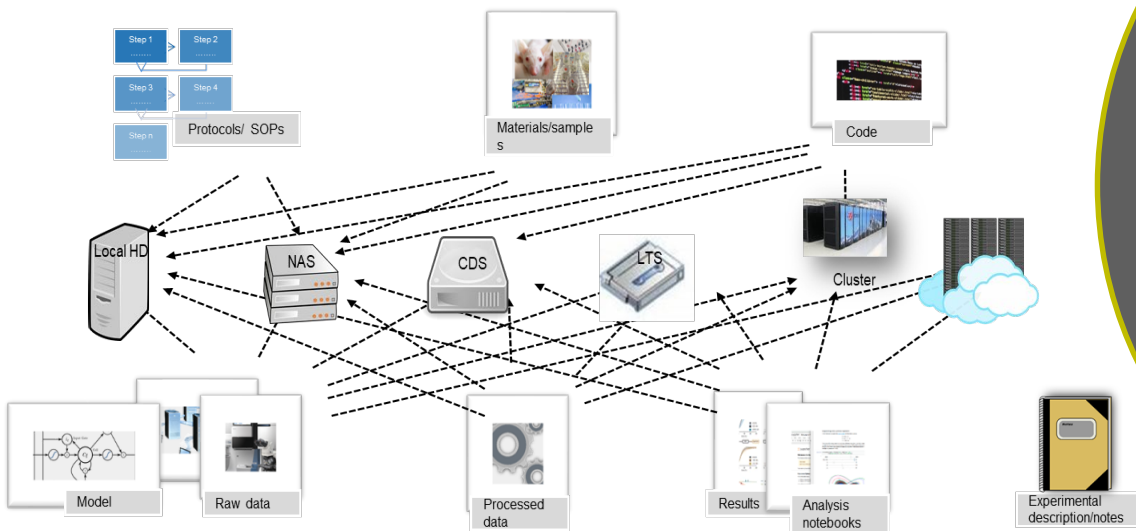 Step 1
........
Step 2
........
Step 3
........
Step 4
........
Step n
........
Protocols/ SOPs
Materials/sample
s
Code
Local HD
NAS
CDS
LTS
Cluster
Model
Raw data
Processed
data
Results
Analysis
notebooks
Experimental
description/notes